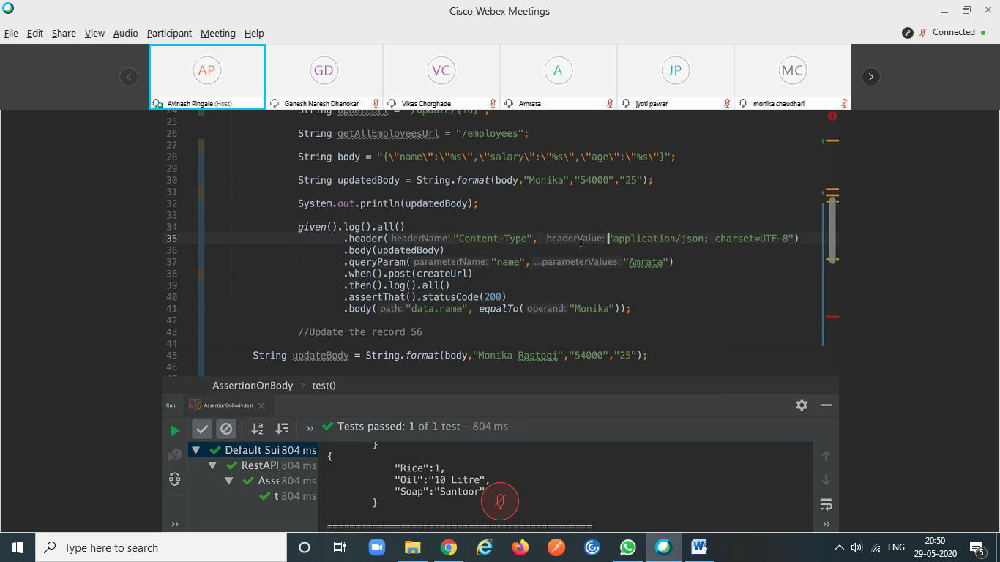 Cisco Webex Meetings
File Edit Share View Audio Participant Meeting Help
Connected
AP GD VC A JP MC
Avinash Pingale (Host) Ganesh Naresh Dhanokar Vikas Chorghade Amrata jyoti pawar monika chaudhari
24 String updateUrl = "/update/{id}";
25
26 String getAllEmployeesUrl = "/employees";
27
28 String body = "{\"name\":\"%s\",\"salary\":\"%s\",\"age\":\"%s\"}";
29
30 String updatedBody = String.format(body,"Monika","54000","25");
31
32 System.out.println(updatedBody);
33
34 given().log().all()
35 .header( headerName: "Content-Type", headerValue: "application/json; charset=UTF-8")
36 .body(updatedBody)
37 .queryParam( parameterName: "name", ...parameterValues: "Amrata")
38 .when().post(createUrl)
39 .then().log().all()
40 .assertThat().statusCode(200)
41 .body( path: "data.name", equalTo( operand: "Monika"));
42
43 //Update the record 56
44
45 String updateBody = String.format(body,"Monika Rastogi","54000","25");
46
AssertionOnBody > test()
Run: NG AssertionOnBody.test
>> Tests passed: 1 of 1 test – 804 ms
Default Sui 804 ms
RestAPI 804 ms
Asse 804 ms
t 804 ms
}
{
"Rice":1,
"Oil":"10 Litre",
"Soap":"Santoor"
}
===============================================
Type here to search
ENG
20:50
29-05-2020
5